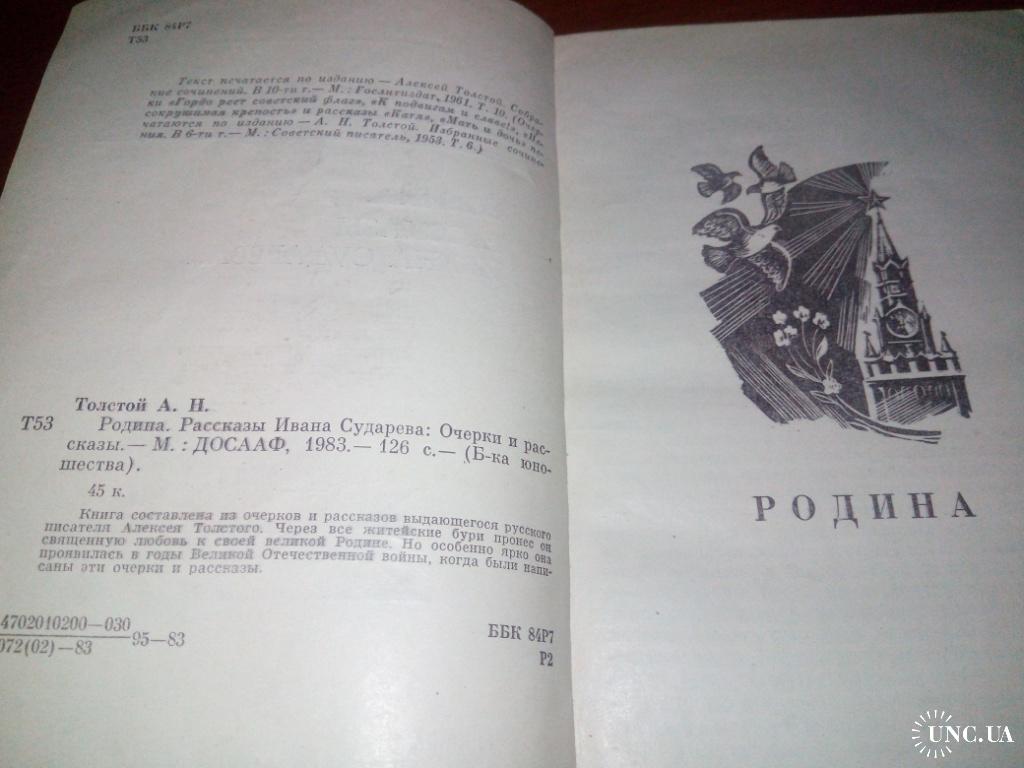 ББК 84Р7
Т53
Текст печатается по изданию — Алексей Толстой. Собра-
ние сочинений. В 10-ти т.— М.: Гослитиздат, 1961. Т. 10. (Очер-
ки «Гордо реет советский флаг», «К подвигам и славе!», «Не-
сокрушимая крепость» и рассказы «Катя», «Мать и дочь» пе-
чатаются по изданию — А. Н. Толстой. Избранные сочине-
ния. В 6-ти т.— М.: Советский писатель, 1953. Т. 6.)
Толстой А. Н.
Т53 Родина. Рассказы Ивана Сударева: Очерки и рас-
сказы.— М.: ДОСААФ, 1983.— 126 с.— (Б-ка юно-
шества).
45 к.
Книга составлена из очерков и рассказов выдающегося русского
писателя Алексея Толстого. Через все житейские бури пронес он
священную любовь к своей великой Родине. Но особенно ярко она
проявилась в годы Великой Отечественной войны, когда были напи-
саны эти очерки и рассказы.
4702010200—030
072(02)—83
95—83
ББК 84Р7
Р2
РОДИНА
UNC.UA